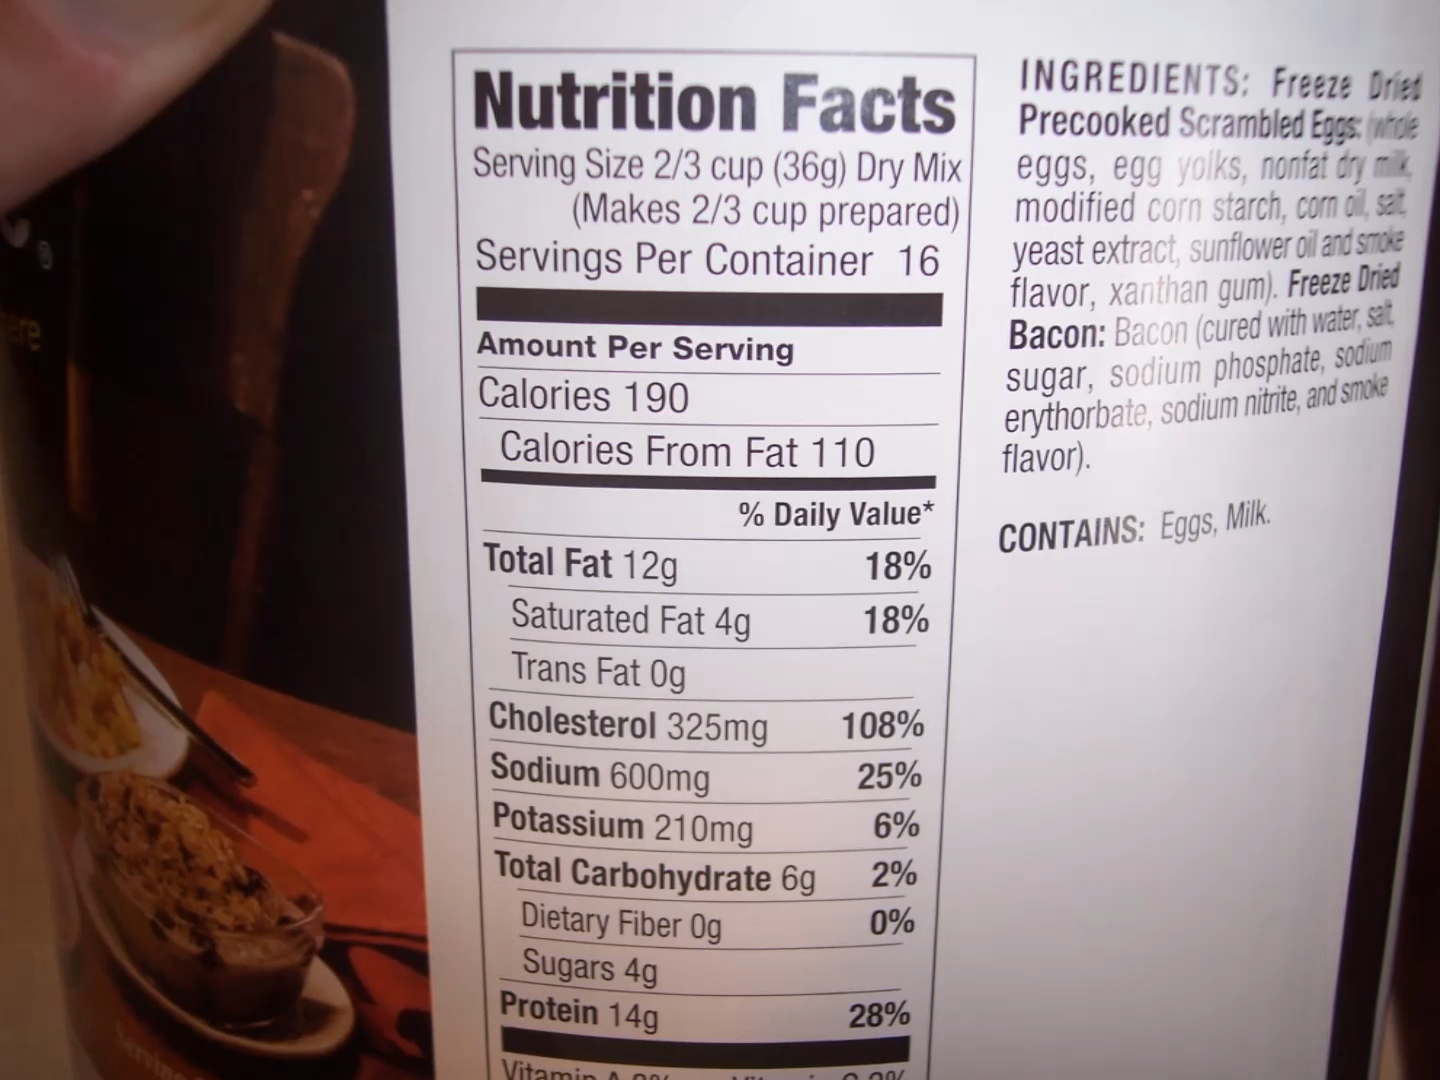 Nutrition Facts
Serving Size 2/3 cup (36g) Dry Mix
(Makes 2/3 cup prepared)
Servings Per Container 16
Amount Per Serving
Calories 190
Calories From Fat 110
% Daily Value*
Total Fat 12g 18%
Saturated Fat 4g 18%
Trans Fat 0g
Cholesterol 325mg 108%
Sodium 600mg 25%
Potassium 210mg 6%
Total Carbohydrate 6g 2%
Dietary Fiber 0g 0%
Sugars 4g
Protein 14g 28%
Vitamin A
INGREDIENTS: Freeze Dried
Precooked Scrambled Eggs: (whole
eggs, egg yolks, nonfat dry milk,
modified corn starch, corn oil, salt,
yeast extract, sunflower oil and smoke
flavor, xanthan gum). Freeze Dried
Bacon: Bacon (cured with water, salt,
sugar, sodium phosphate, sodium
erythorbate, sodium nitrite, and smoke
flavor).
CONTAINS: Eggs, Milk.